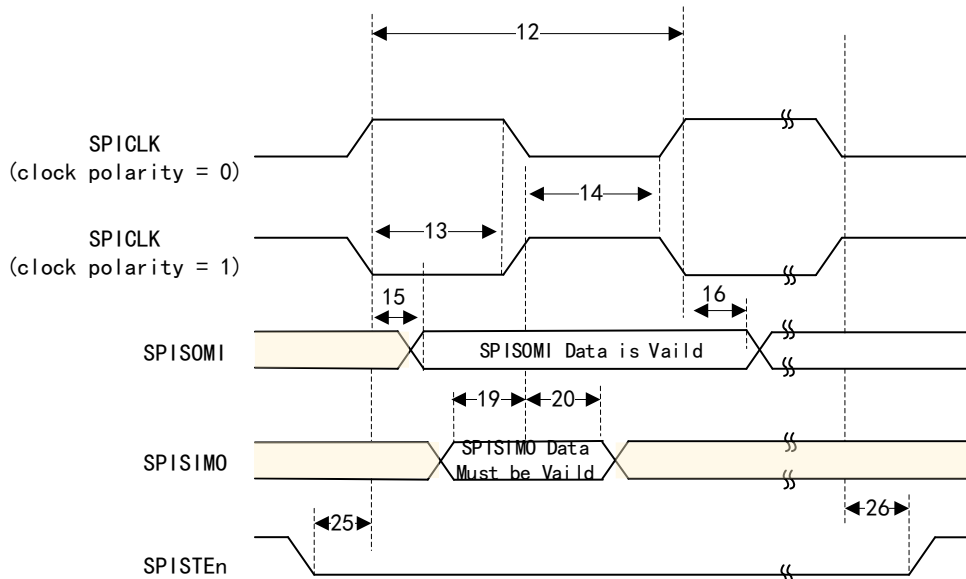 12
SPICLK
(clock polarity = 0)
14
13
SPICLK
(clock polarity = 1)
15
16
SPISOMI
SPISOMI Data is Vaild
19
20
SPISIMO
SPISIMO Data
Must be Vaild
25
26
SPISTEn